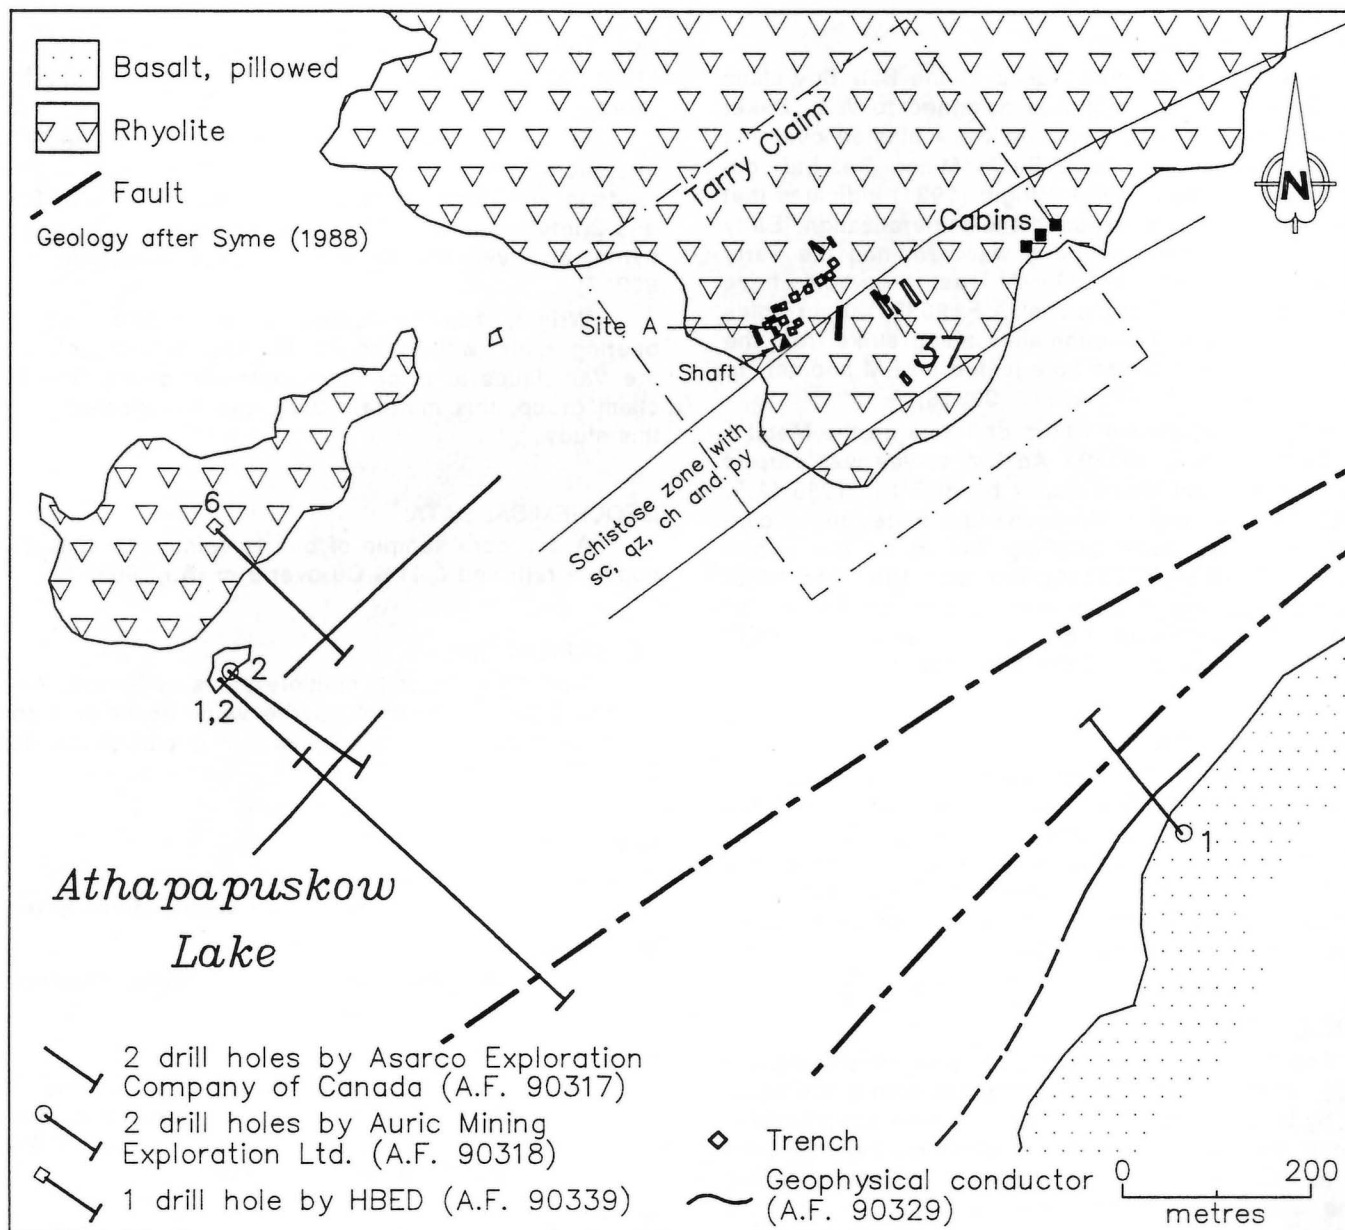 Basalt, pillowed
Rhyolite
Fault
Geology after Syme (1988)
Tarry Claim
N
Cabins
Site A
Shaft
37
Schistose zone with
sc, qz, ch and. py
6
2
1,2
1
Athapapuskow
Lake
2 drill holes by Asarco Exploration
Company of Canada (A.F. 90317)
2 drill holes by Auric Mining
Exploration Ltd. (A.F. 90318)
1 drill hole by HBED (A.F. 90339)
Trench
Geophysical conductor
(A.F. 90329)
0 200
metres